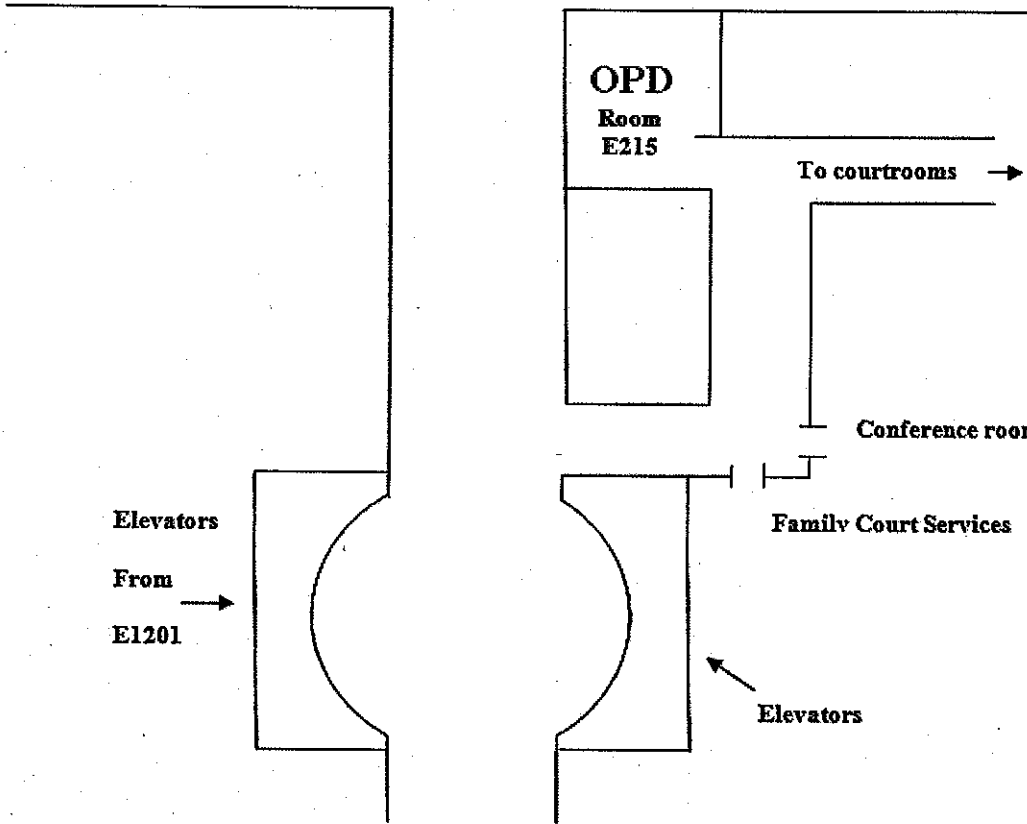 OPD
Room
E215
To courtrooms
Conference room
Elevators
From
E1201
Family Court Services
Elevators